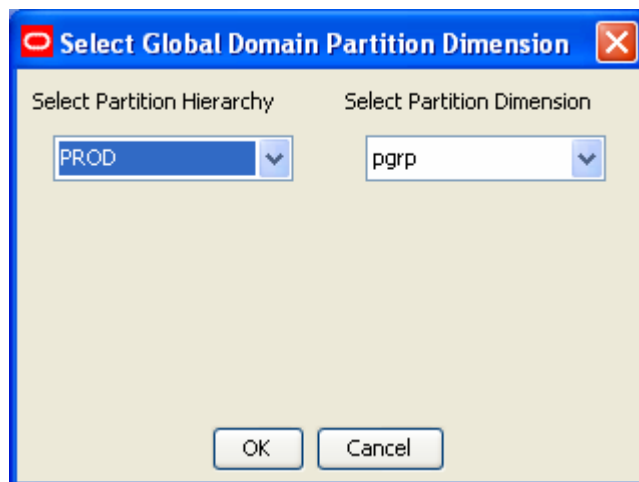 Select Global Domain Partition Dimension
Select Partition Hierarchy Select Partition Dimension
PROD pgrp
OK Cancel